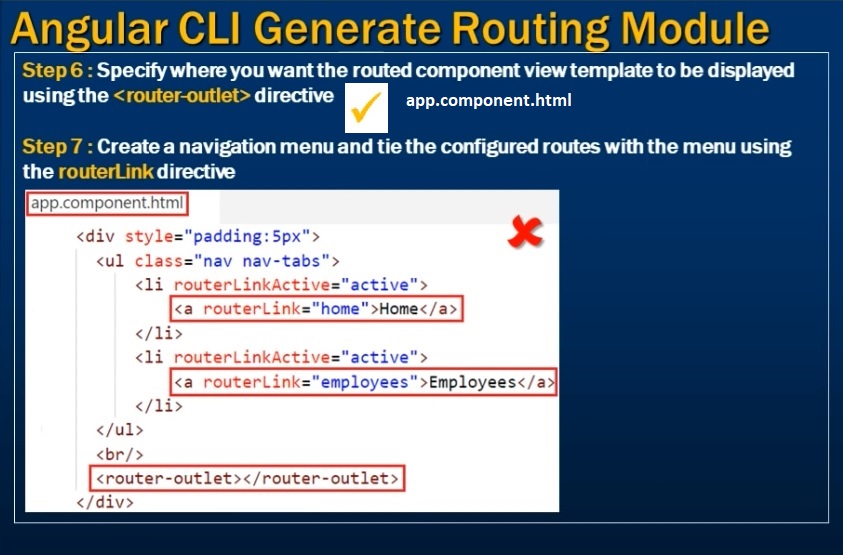 Angular CLI Generate Routing Module
Step 6 : Specify where you want the routed component view template to be displayed
using the <router-outlet> directive
app.component.html
Step 7 : Create a navigation menu and tie the configured routes with the menu using
the routerLink directive
app.component.html
<div style="padding:5px">
<ul class="nav nav-tabs">
<li routerLinkActive="active">
<a routerLink="home">Home</a>
</li>
<li routerLinkActive="active">
<a routerLink="employees">Employees</a>
</li>
</ul>
<br/>
<router-outlet></router-outlet>
</div>